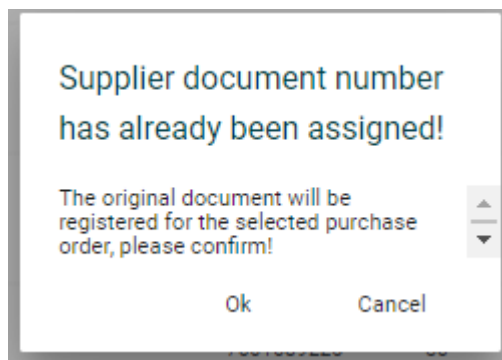 Supplier document number
has already been assigned!
The original document will be
registered for the selected purchase
order, please confirm!
Ok Cancel